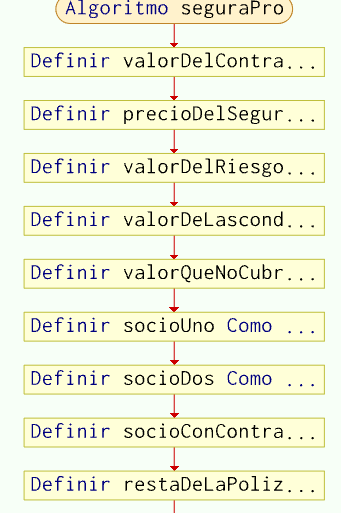 Algoritmo seguraPro
Definir valorDelContra...
Definir precioDelSegur...
Definir valorDelRiesgo...
Definir valorDeLascond...
Definir valorQueNoCubr...
Definir socioUno Como ...
Definir socioDos Como ...
Definir socioConContra...
Definir restaDeLaPoliz...